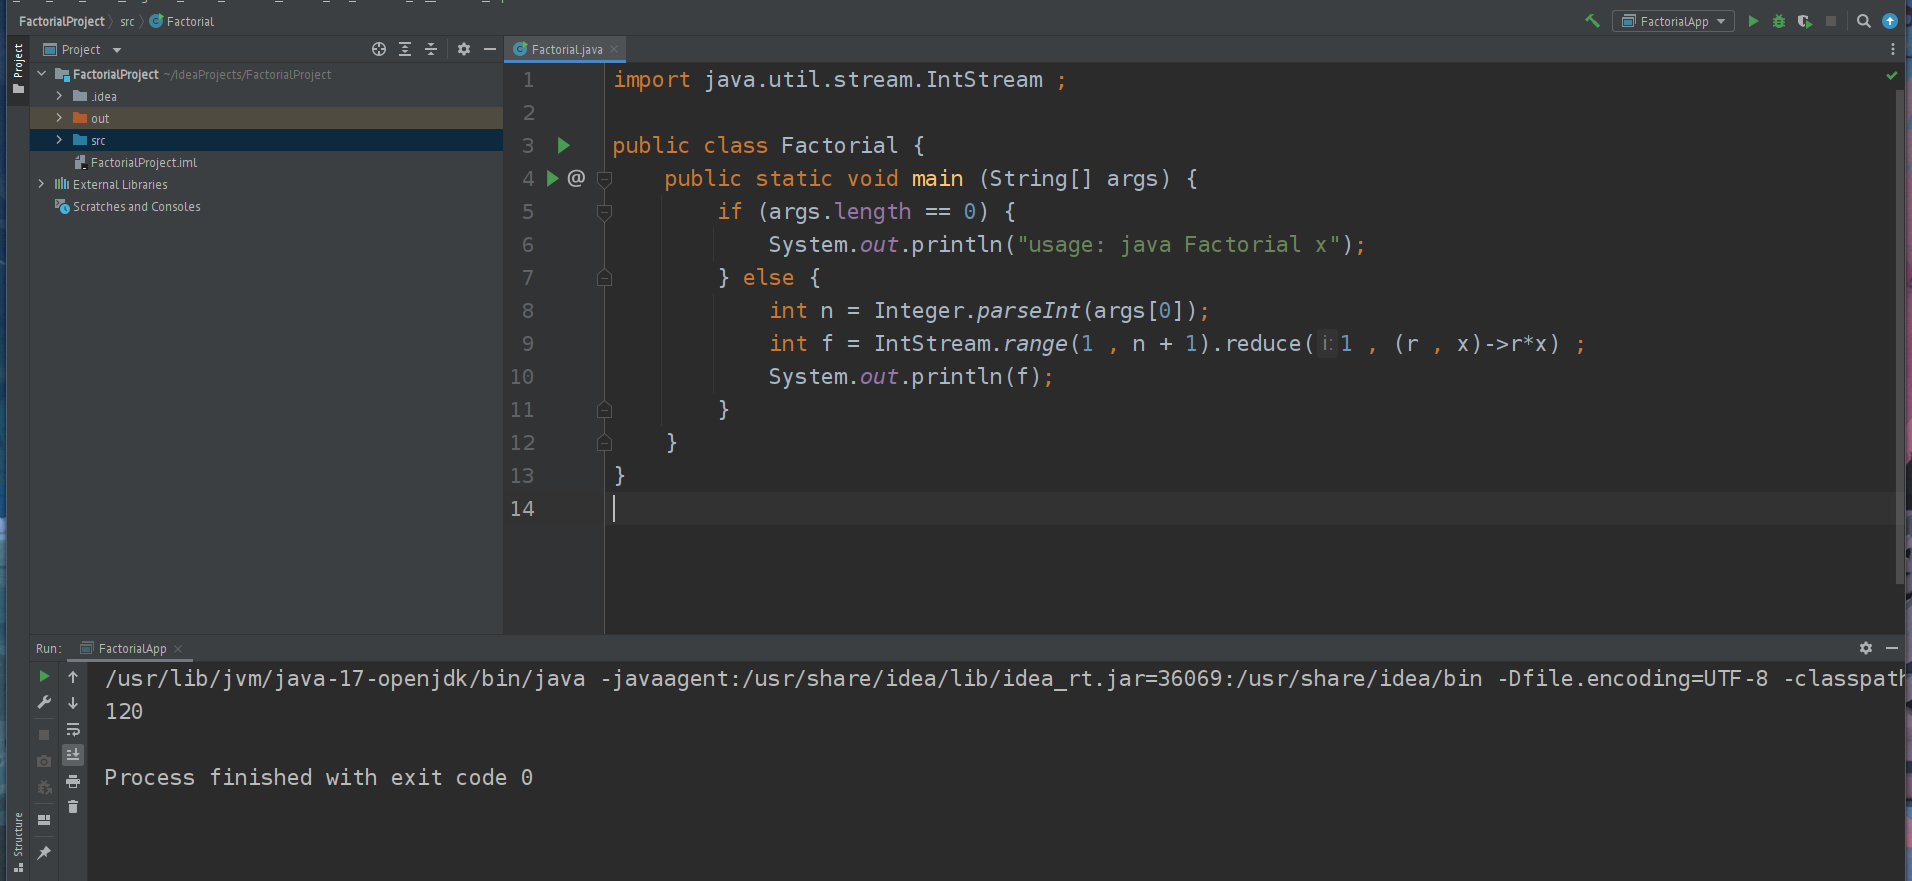 FactorialProject src Factorial
FactorialApp
Project
Factorial.java
Project
FactorialProject ~/IdeaProjects/FactorialProject
.idea
out
src
FactorialProject.iml
External Libraries
Scratches and Consoles
1 import java.util.stream.IntStream ;
2
3 public class Factorial {
4 @ public static void main (String[] args) {
5 if (args.length == 0) {
6 System.out.println("usage: java Factorial x");
7 } else {
8 int n = Integer.parseInt(args[0]);
9 int f = IntStream.range(1 , n + 1).reduce( i: 1 , (r , x)->r*x) ;
10 System.out.println(f);
11 }
12 }
13 }
14
Run: FactorialApp
/usr/lib/jvm/java-17-openjdk/bin/java -javaagent:/usr/share/idea/lib/idea_rt.jar=36069:/usr/share/idea/bin -Dfile.encoding=UTF-8 -classpath
120
Process finished with exit code 0
Structure